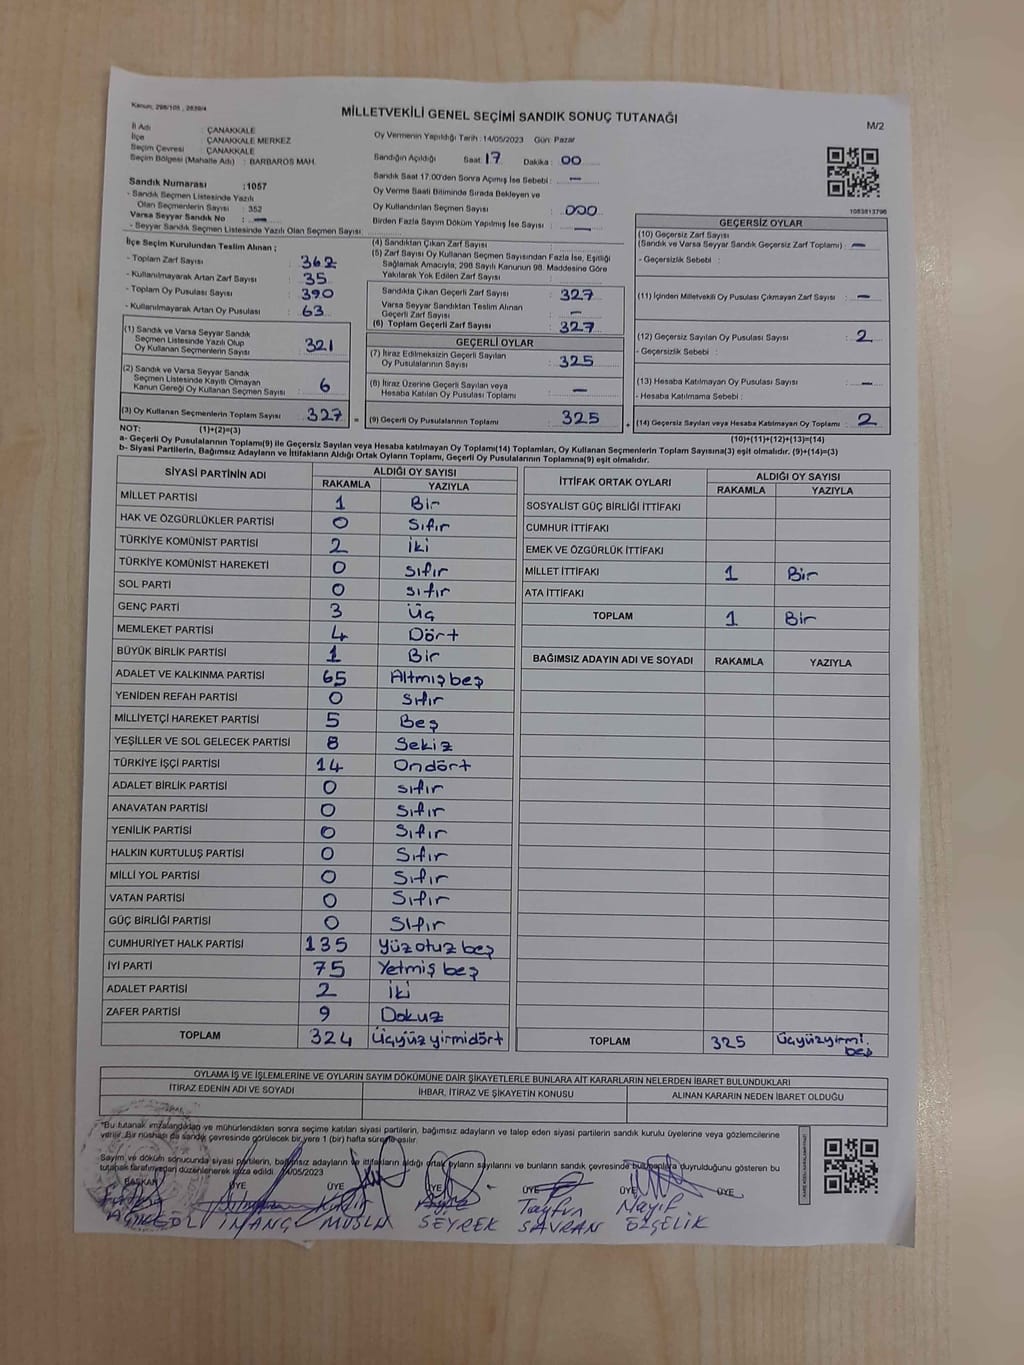 Kanun; 298/105 , 2839/4
MİLLETVEKİLİ GENEL SEÇİMİ SANDIK SONUÇ TUTANAĞI
M/2
İl Adı : ÇANAKKALE
İlçe : ÇANAKKALE MERKEZ
Seçim Çevresi : ÇANAKKALE
Seçim Bölgesi (Mahalle Adı) : BARBAROS MAH.
Sandık Numarası : 1057
- Sandık Seçmen Listesinde Yazılı
Olan Seçmenlerin Sayısı : 352
Varsa Seyyar Sandık No : —
- Seyyar Sandık Seçmen Listesinde Yazılı Olan Seçmen Sayısı :
Oy Vermenin Yapıldığı Tarih : 14/05/2023 Gün: Pazar
Sandığın Açıldığı Saat : 17 Dakika : 00
Sandık Saat 17.00'den Sonra Açımış İse Sebebi : —
Oy Verme Saati Bitiminde Sırada Bekleyen ve
Oy Kullandırılan Seçmen Sayısı : 000
Birden Fazla Sayım Döküm Yapılmış İse Sayısı : —
1083813796
İlçe Seçim Kurulundan Teslim Alınan ;
- Toplam Zarf Sayısı : 362
- Kullanılmayarak Artan Zarf Sayısı : 35
- Toplam Oy Pusulası Sayısı : 390
- Kullanılmayarak Artan Oy Pusulası : 63
(1) Sandık ve Varsa Seyyar Sandık
Seçmen Listesinde Yazılı Olup
Oy Kullanan Seçmenlerin Sayısı : 321
(2) Sandık ve Varsa Seyyar Sandık
Seçmen Listesinde Kayıtlı Olmayan
Kanun Gereği Oy Kullanan Seçmen Sayısı : 6
(3) Oy Kullanan Seçmenlerin Toplam Sayısı : 327
(4) Sandıktan Çıkan Zarf Sayısı :
(5) Zarf Sayısı Oy Kullanan Seçmen Sayısından Fazla İse, Eşitliği
Sağlamak Amacıyla; 298 Sayılı Kanunun 98. Maddesine Göre
Yakılarak Yok Edilen Zarf Sayısı :
Sandıkta Çıkan Geçerli Zarf Sayısı : 327
Varsa Seyyar Sandıktan Teslim Alınan
Geçerli Zarf Sayısı : —
(6) Toplam Geçerli Zarf Sayısı : 327
GEÇERLİ OYLAR
(7) İtiraz Edilmeksizin Geçerli Sayılan
Oy Pusulalarının Sayısı : 325
(8) İtiraz Üzerine Geçerli Sayılan veya
Hesaba Katılan Oy Pusulası Toplamı : —
= (9) Geçerli Oy Pusulalarının Toplamı : 325
GEÇERSİZ OYLAR
(10) Geçersiz Zarf Sayısı
(Sandık ve Varsa Seyyar Sandık Geçersiz Zarf Toplamı) : —
- Geçersizlik Sebebi :
(11) İçinden Milletvekili Oy Pusulası Çıkmayan Zarf Sayısı : —
(12) Geçersiz Sayılan Oy Pusulası Sayısı : 2
- Geçersizlik Sebebi :
(13) Hesaba Katılmayan Oy Pusulası Sayısı : —
- Hesaba Katılmama Sebebi :
+ (14) Geçersiz Sayılan veya Hesaba Katılmayan Oy Toplamı : 2
NOT: (1)+(2)=(3) (10)+(11)+(12)+(13)=(14)
a- Geçerli Oy Pusulalarının Toplamı(9) ile Geçersiz Sayılan veya Hesaba katılmayan Oy Toplamı(14) Toplamları, Oy Kullanan Seçmenlerin Toplam Sayısına(3) eşit olmalıdır. (9)+(14)=(3)
b- Siyasi Partilerin, Bağımsız Adayların ve İttifakların Aldığı Ortak Oyların Toplamı, Geçerli Oy Pusulalarının Toplamına(9) eşit olmalıdır.
SİYASİ PARTİNİN ADI ALDIĞI OY SAYISI
RAKAMLA YAZIYLA
MİLLET PARTİSİ 1 Bir
HAK VE ÖZGÜRLÜKLER PARTİSİ 0 Sıfır
TÜRKİYE KOMÜNİST PARTİSİ 2 İki
TÜRKİYE KOMÜNİST HAREKETİ 0 sıfır
SOL PARTİ 0 sıfır
GENÇ PARTİ 3 Üç
MEMLEKET PARTİSİ 4 Dört
BÜYÜK BİRLİK PARTİSİ 1 Bir
ADALET VE KALKINMA PARTİSİ 65 Altmış beş
YENİDEN REFAH PARTİSİ 0 Sıfır
MİLLİYETÇİ HAREKET PARTİSİ 5 Beş
YEŞİLLER VE SOL GELECEK PARTİSİ 8 Sekiz
TÜRKİYE İŞÇİ PARTİSİ 14 Ondört
ADALET BİRLİK PARTİSİ 0 sıfır
ANAVATAN PARTİSİ 0 Sıfır
YENİLİK PARTİSİ 0 Sıfır
HALKIN KURTULUŞ PARTİSİ 0 Sıfır
MİLLİ YOL PARTİSİ 0 Sıfır
VATAN PARTİSİ 0 Sıfır
GÜÇ BİRLİĞİ PARTİSİ 0 Sıfır
CUMHURİYET HALK PARTİSİ 135 Yüz otuz beş
İYİ PARTİ 75 Yetmiş beş
ADALET PARTİSİ 2 İki
ZAFER PARTİSİ 9 Dokuz
TOPLAM 324 Üçyüz yirmidört
İTTİFAK ORTAK OYLARI ALDIĞI OY SAYISI
RAKAMLA YAZIYLA
SOSYALİST GÜÇ BİRLİĞİ İTTİFAKI
CUMHUR İTTİFAKI
EMEK VE ÖZGÜRLÜK İTTİFAKI
MİLLET İTTİFAKI 1 Bir
ATA İTTİFAKI
TOPLAM 1 Bir
BAĞIMSIZ ADAYIN ADI VE SOYADI RAKAMLA YAZIYLA
TOPLAM 325 Üçyüzyirmi
beş
OYLAMA İŞ VE İŞLEMLERİNE VE OYLARIN SAYIM DÖKÜMÜNE DAİR ŞİKAYETLERLE BUNLARA AİT KARARLARIN NELERDEN İBARET BULUNDUKLARI
İTİRAZ EDENİN ADI VE SOYADI İHBAR, İTİRAZ VE ŞİKAYETİN KONUSU ALINAN KARARIN NEDEN İBARET OLDUĞU
*Bu tutanak imzalandıktan ve mühürlendikten sonra seçime katılan siyasi partilerin, bağımsız adayların ve talep eden siyasi partilerin sandık kurulu üyelerine veya gözlemcilerine
verilir. Bir nüshası da sandık çevresinde görülecek bir yere 1 (bir) hafta süreyle asılır.
Sayım ve döküm sonucunda siyasi partilerin, bağımsız adayların ve ittifakların aldığı ortak oyların sayılarını ve bunların sandık çevresinde bulunanlara duyurulduğunu gösteren bu
tutanak tarafımızdan düzenlenerek imza edildi. 14/05/2023
BAŞKAN ÜYE ÜYE ÜYE ÜYE ÜYE ÜYE
Tayfun Nayif
İNANÇ SEYREK SAVRAN ÖZÇELİK